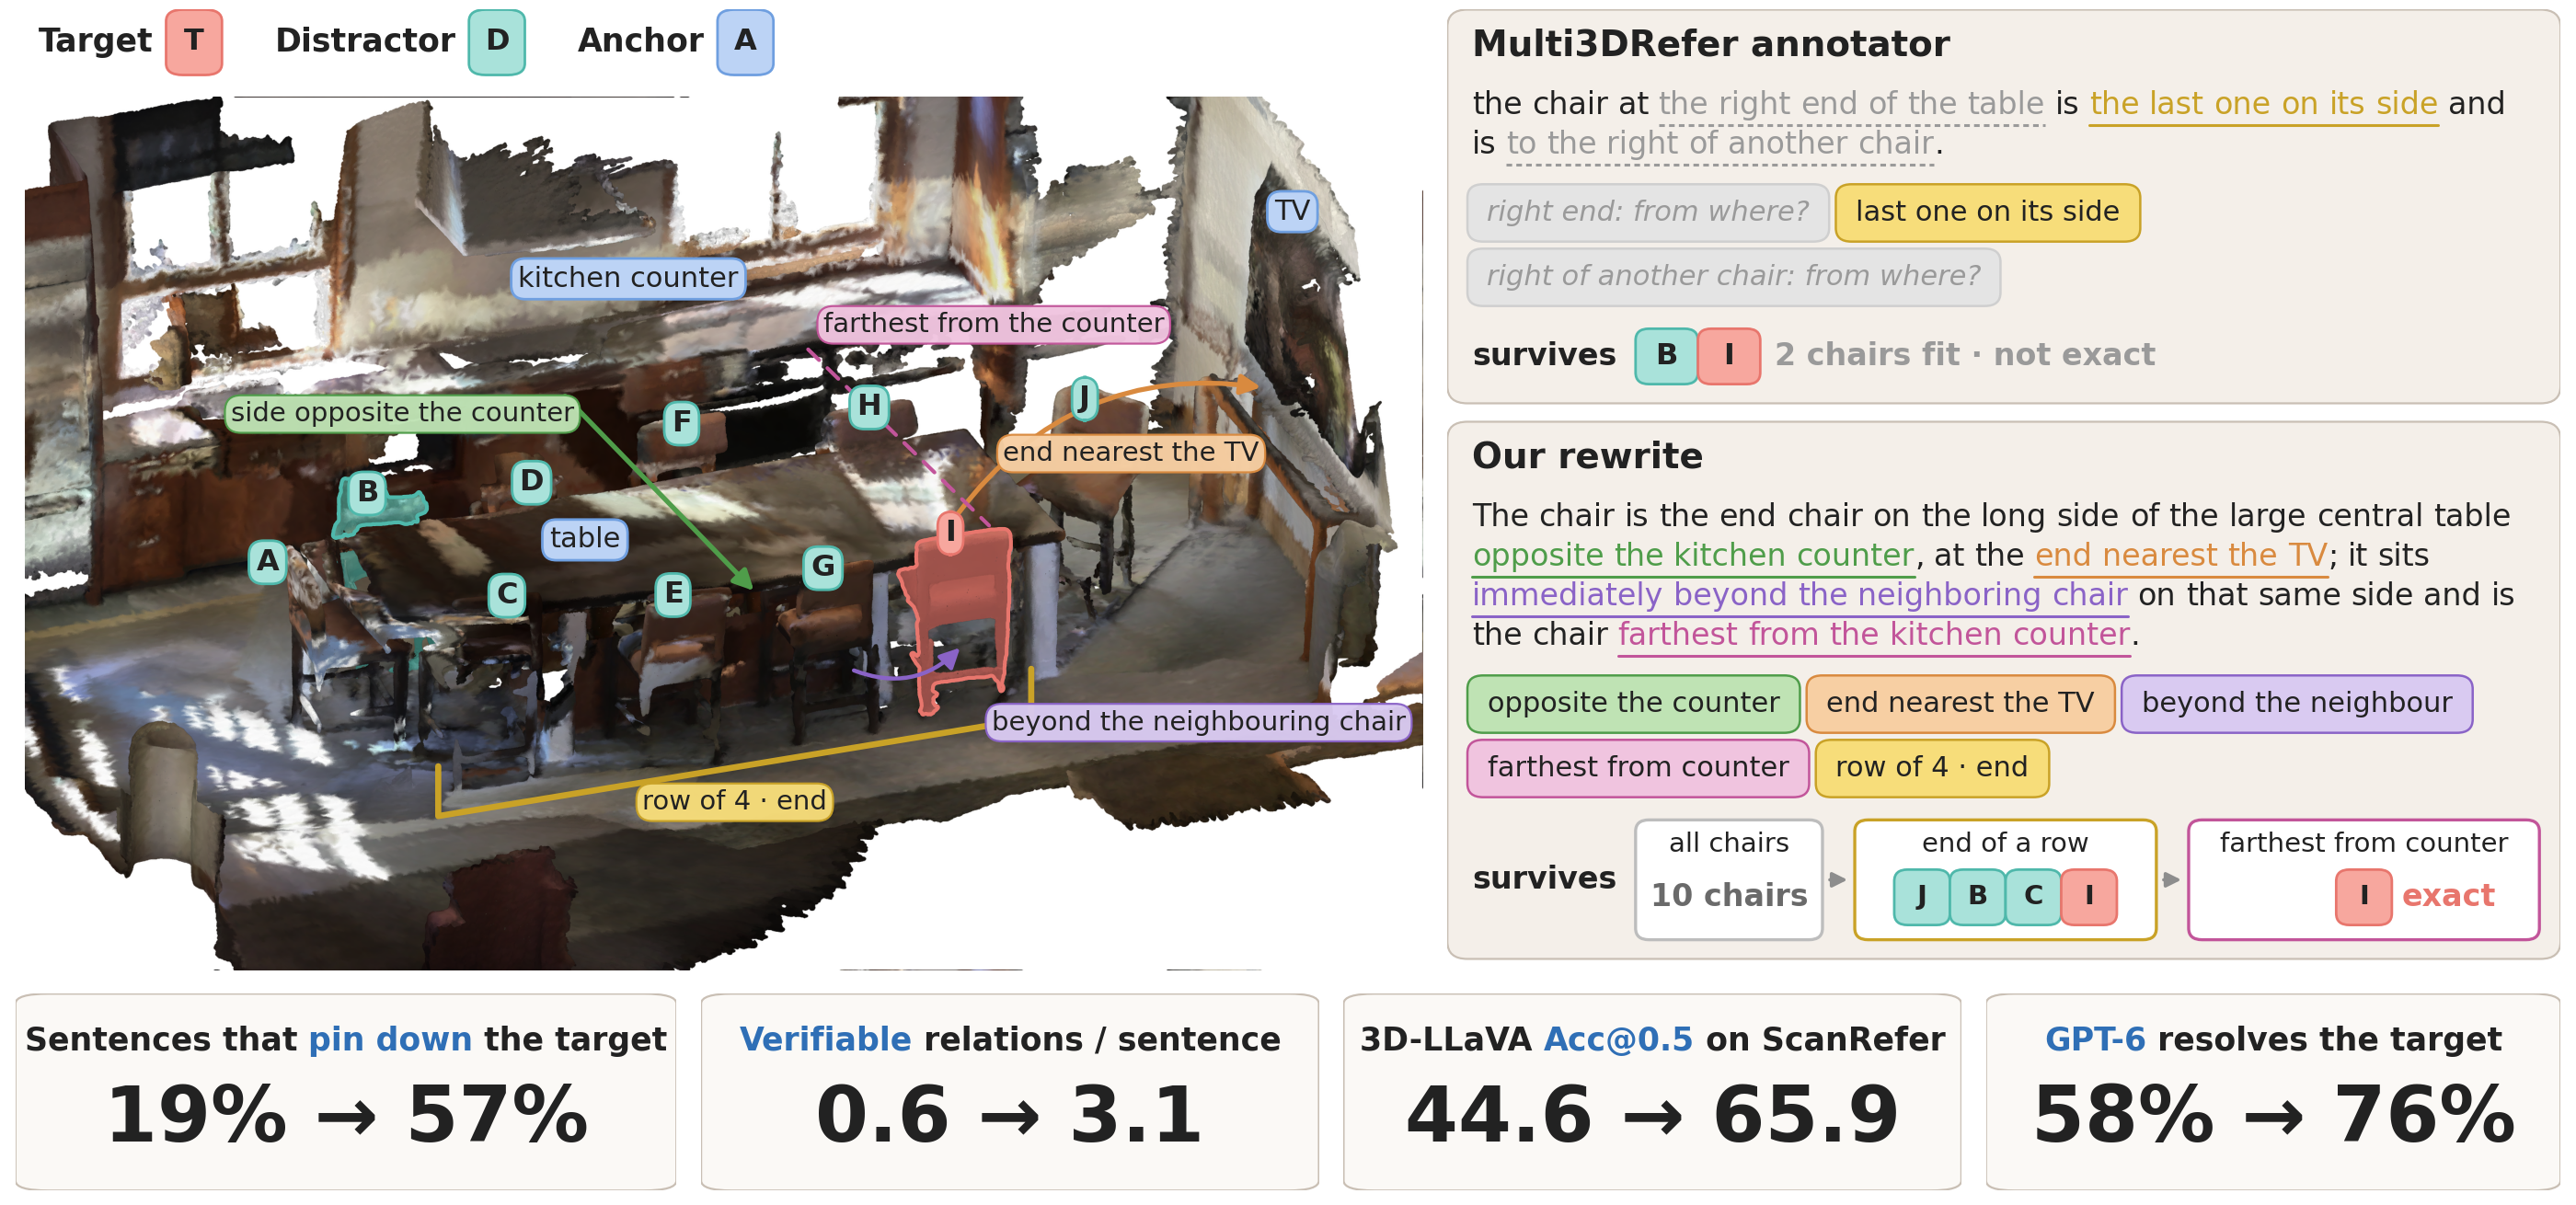 Target T Distractor D Anchor A
TV
kitchen counter
farthest from the counter
side opposite the counter
F
H
J
end nearest the TV
B
D
I
table
A
C
E
G
beyond the neighbouring chair
row of 4 · end
Multi3DRefer annotator
the chair at the right end of the table is the last one on its side and
is to the right of another chair.
right end: from where? last one on its side
right of another chair: from where?
survives B I 2 chairs fit · not exact
Our rewrite
The chair is the end chair on the long side of the large central table
opposite the kitchen counter, at the end nearest the TV; it sits
immediately beyond the neighboring chair on that same side and is
the chair farthest from the kitchen counter.
opposite the counter end nearest the TV beyond the neighbour
farthest from counter row of 4 · end
survives
all chairs
10 chairs
end of a row
J B C I
farthest from counter
I exact
Sentences that pin down the target
19% → 57%
Verifiable relations / sentence
0.6 → 3.1
3D-LLaVA Acc@0.5 on ScanRefer
44.6 → 65.9
GPT-6 resolves the target
58% → 76%